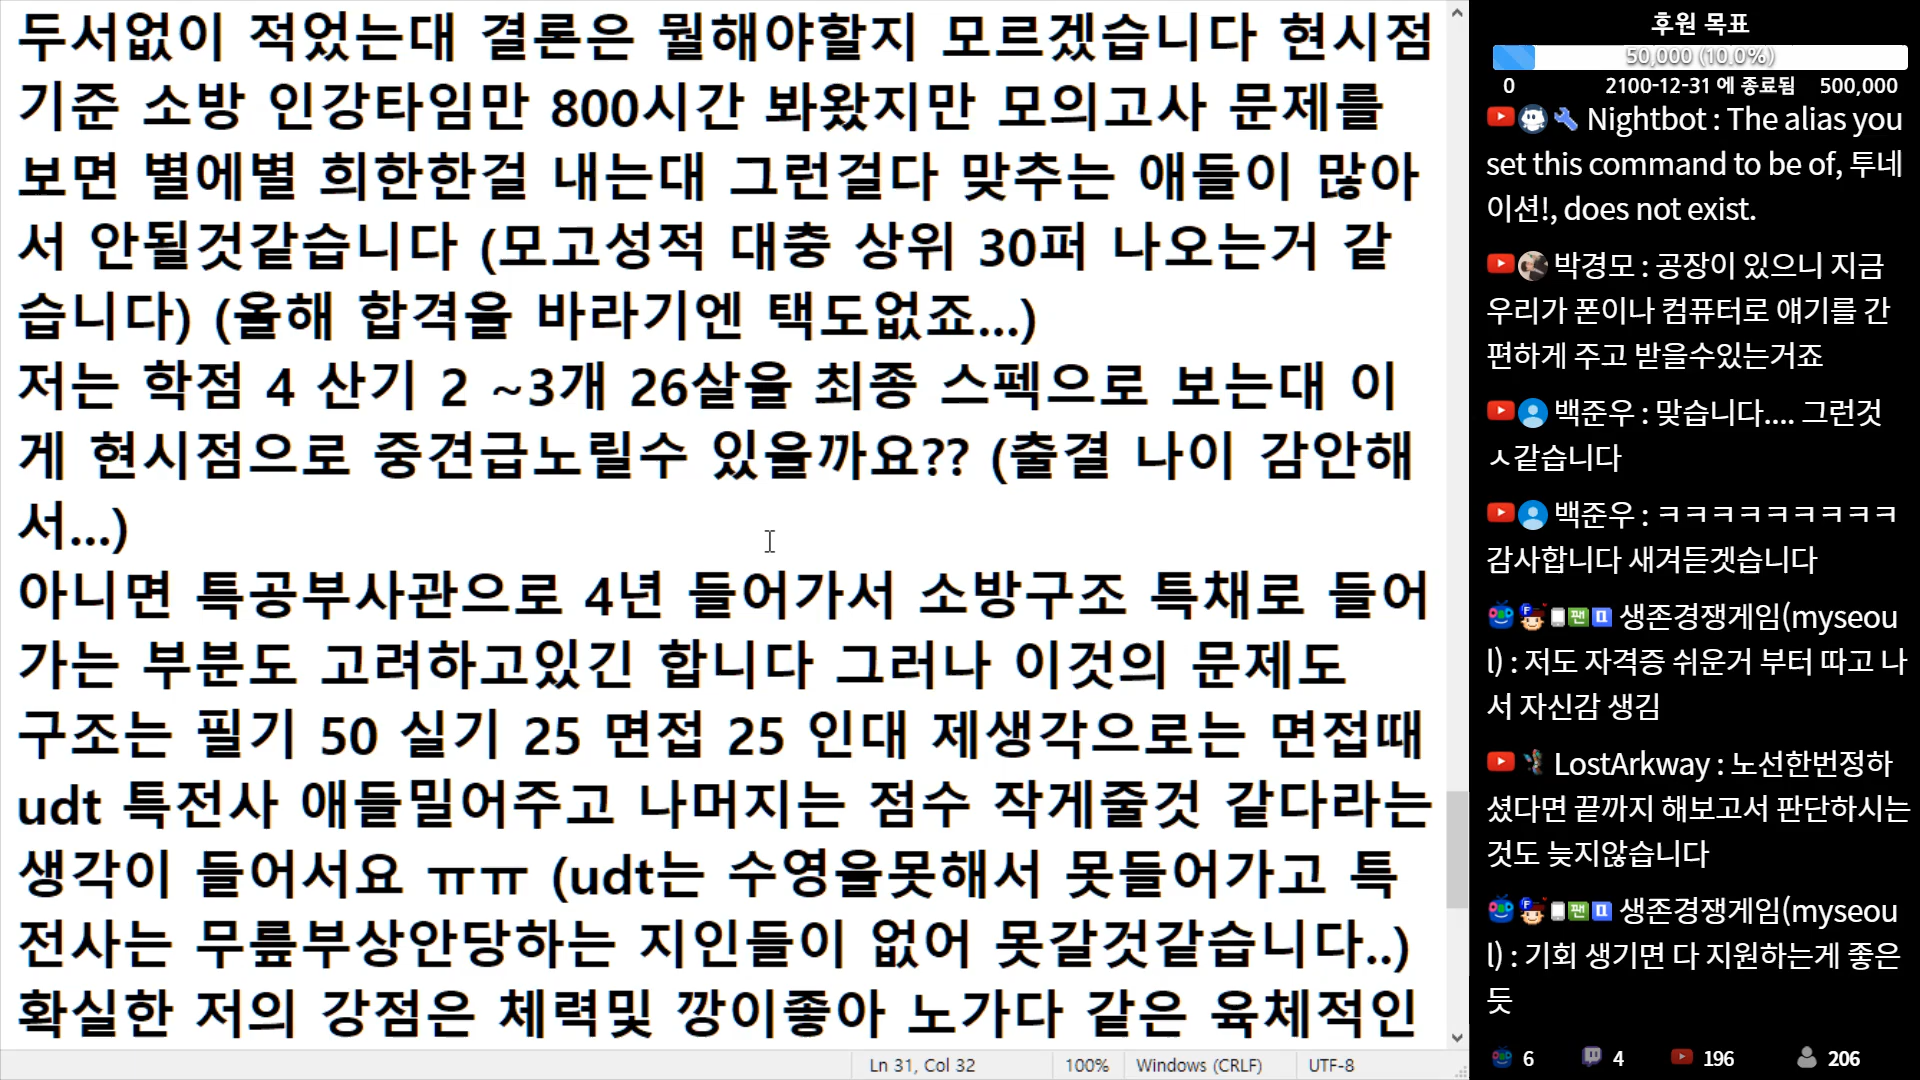 두서없이 적었는대 결론은 뭘해야할지 모르겠습니다 현시점
기준 소방 인강타임만 800시간 봐왔지만 모의고사 문제를
보면 별에별 희한한걸 내는대 그런걸다 맞추는 애들이 많아
서 안될것같습니다 (모고성적 대충 상위 30퍼 나오는거 같
습니다) (올해 합격을 바라기엔 택도없죠...)
저는 학점 4 산기 2 ~3개 26살을 최종 스펙으로 보는대 이
게 현시점으로 중견급노릴수 있을까요?? (출결 나이 감안해
서...)
아니면 특공부사관으로 4년 들어가서 소방구조 특채로 들어
가는 부분도 고려하고있긴 합니다 그러나 이것의 문제도
구조는 필기 50 실기 25 면접 25 인대 제생각으로는 면접때
udt 특전사 애들밀어주고 나머지는 점수 작게줄것 같다라는
생각이 들어서요 ㅠㅠ (udt는 수영을못해서 못들어가고 특
전사는 무릎부상안당하는 지인들이 없어 못갈것같습니다..)
확실한 저의 강점은 체력및 깡이좋아 노가다 같은 육체적인
Ln 31, Col 32
100%
Windows (CRLF)
UTF-8
후원 목표
50,000 (10.0%)
0
2100-12-31 에 종료됨
500,000
Nightbot : The alias you
set this command to be of, 투네
이션!, does not exist.
박경모 : 공장이 있으니 지금
우리가 폰이나 컴퓨터로 얘기를 간
편하게 주고 받을수있는거죠
백준우 : 맞습니다.... 그런것
ㅅ같습니다
백준우 : ㅋㅋㅋㅋㅋㅋㅋㅋㅋ
감사합니다 새겨듣겟습니다
생존경쟁게임(myseou
l) : 저도 자격증 쉬운거 부터 따고 나
서 자신감 생김
LostArkway : 노선한번정하
셨다면 끝까지 해보고서 판단하시는
것도 늦지않습니다
생존경쟁게임(myseou
l) : 기회 생기면 다 지원하는게 좋은
듯
6
4
196
206